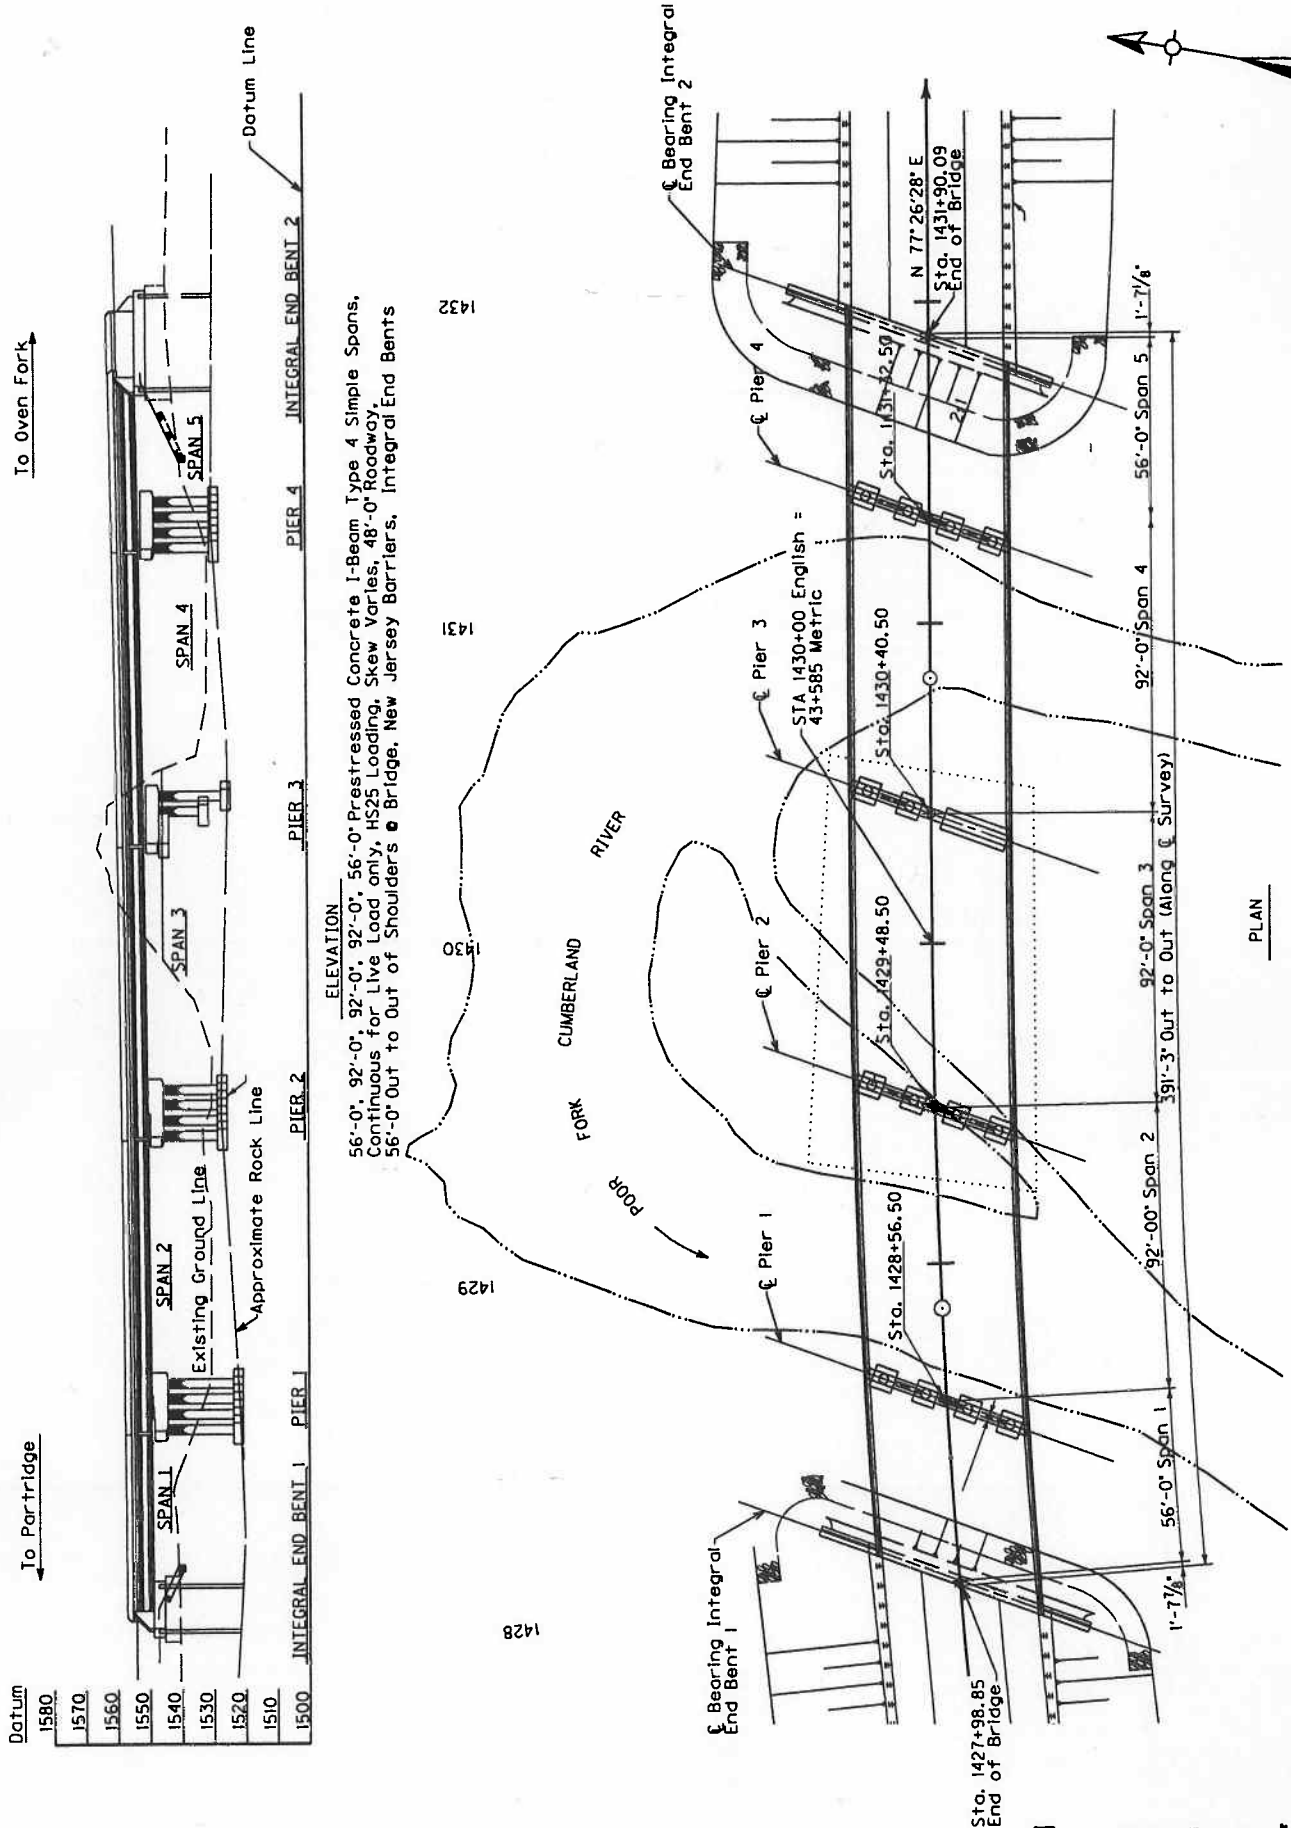 To Partridge
To Oven Fork
Datum
1580
1570
1560
1550
1540
1530
1520
1510
1500
SPAN 1
SPAN 2
SPAN 3
SPAN 4
SPAN 5
Existing Ground Line
Approximate Rock Line
Datum Line
INTEGRAL END BENT 1
PIER 1
PIER 2
PIER 3
PIER 4
INTEGRAL END BENT 2
ELEVATION
56'-0", 92'-0", 92'-0", 92'-0", 56'-0" Prestressed Concrete I-Beam Type 4 Simple Spans,
Continuous for Live Load only, HS25 Loading, Skew Varies, 48'-0" Roadway,
56'-0" Out to Out of Shoulders @ Bridge, New Jersey Barriers, Integral End Bents
1428
1429
1430
1431
1432
POOR FORK CUMBERLAND RIVER
℄ Bearing Integral
End Bent 1
℄ Pier 1
℄ Pier 2
℄ Pier 3
℄ Pier 4
℄ Bearing Integral
End Bent 2
STA 1430+00 English =
43+585 Metric
Sta. 1428+56.50
Sta. 1429+48.50
Sta. 1430+40.50
Sta. 1431+32.50
N 77°26'28" E
Sta. 1431+90.09
End of Bridge
Sta. 1427+98.85
End of Bridge
2:1
1'-7⅞"
56'-0" Span 1
92'-00" Span 2
92'-0" Span 3
92'-0" Span 4
56'-0" Span 5
1'-7⅛"
391'-3" Out to Out (Along ℄ Survey)
PLAN